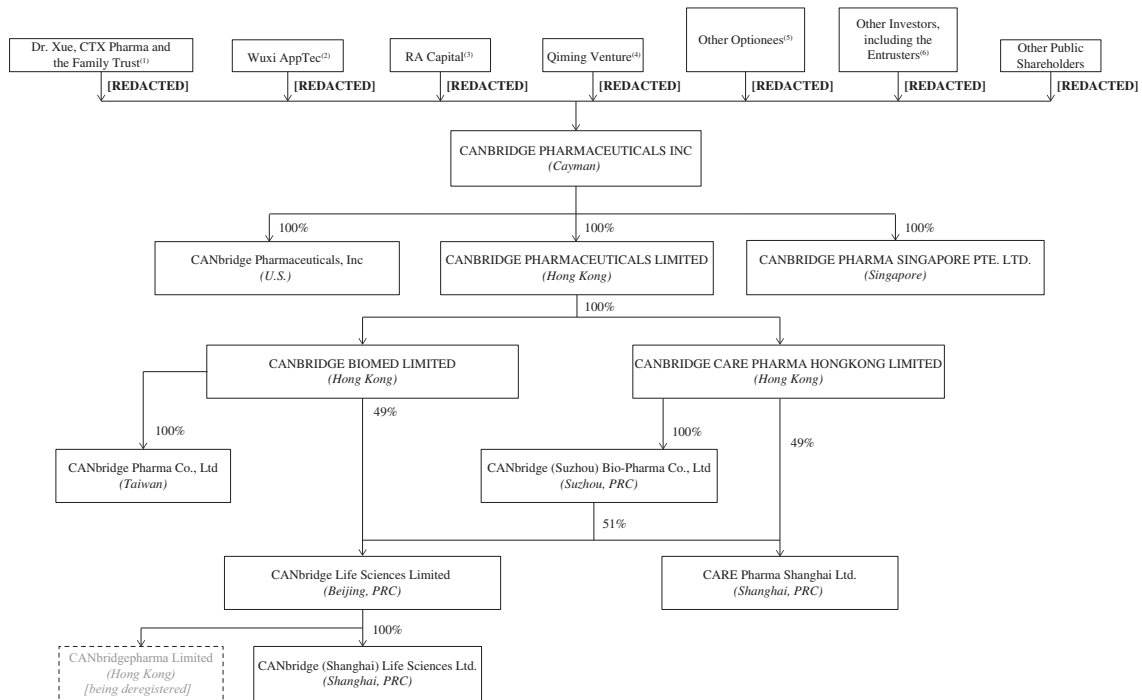 Dr. Xue, CTX Pharma and
the Family Trust(1)
Wuxi AppTec(2)
RA Capital(3)
Qiming Venture(4)
Other Optionees(5)
Other Investors,
including the
Entrusters(6)
Other Public
Shareholders
[REDACTED]
[REDACTED]
[REDACTED]
[REDACTED]
[REDACTED]
[REDACTED]
[REDACTED]
CANBRIDGE PHARMACEUTICALS INC
(Cayman)
100%
100%
100%
CANbridge Pharmaceuticals, Inc
(U.S.)
CANBRIDGE PHARMACEUTICALS LIMITED
(Hong Kong)
CANBRIDGE PHARMA SINGAPORE PTE. LTD.
(Singapore)
100%
CANBRIDGE BIOMED LIMITED
(Hong Kong)
CANBRIDGE CARE PHARMA HONGKONG LIMITED
(Hong Kong)
49%
100%
100%
49%
CANbridge Pharma Co., Ltd
(Taiwan)
CANbridge (Suzhou) Bio-Pharma Co., Ltd
(Suzhou, PRC)
51%
CANbridge Life Sciences Limited
(Beijing, PRC)
CARE Pharma Shanghai Ltd.
(Shanghai, PRC)
100%
CANbridgepharma Limited
(Hong Kong)
[being deregistered]
CANbridge (Shanghai) Life Sciences Ltd.
(Shanghai, PRC)